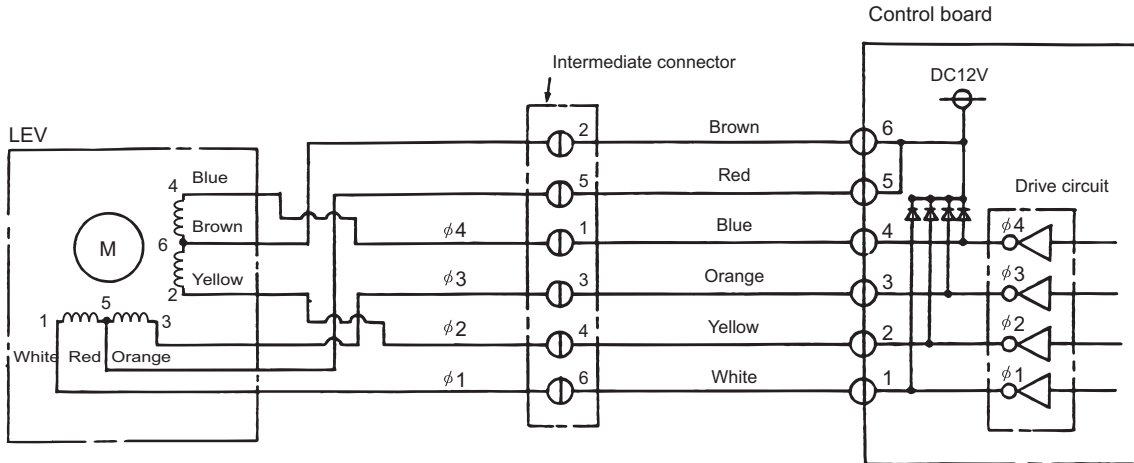 Control board
Intermediate connector
DC12V
LEV
2 Brown 6
4 Blue
5 Red 5
Drive circuit
Brown
M
6
ϕ4 1 Blue 4 ϕ4
Yellow
2
ϕ3 3 Orange 3 ϕ3
1 5 3
ϕ2 4 Yellow 2 ϕ2
White Red Orange
ϕ1 6 White 1 ϕ1